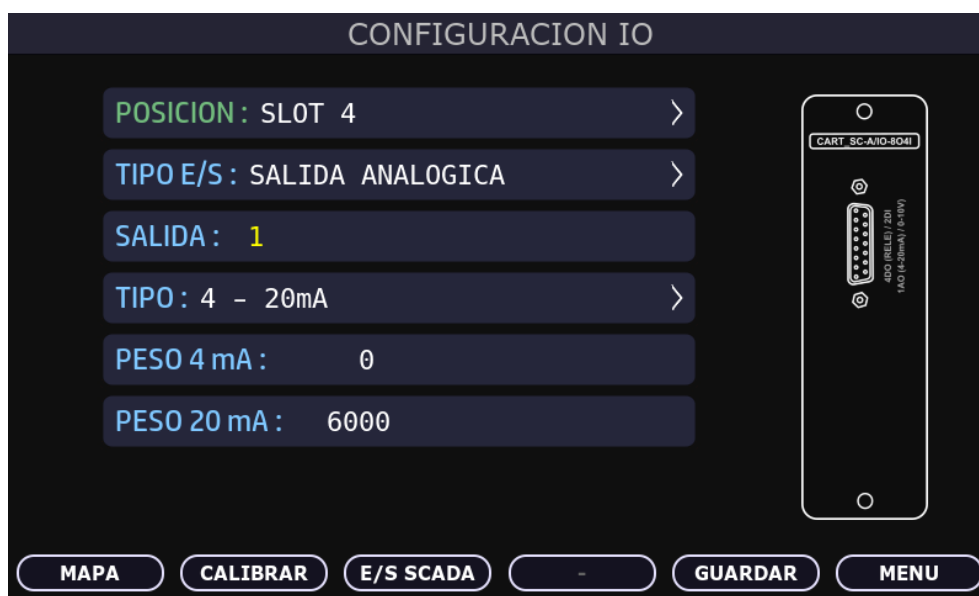 CONFIGURACION IO
POSICION : SLOT 4
TIPO E/S : SALIDA ANALOGICA
SALIDA : 1
TIPO : 4 - 20mA
PESO 4 mA : 0
PESO 20 mA : 6000
CART_SC-A/IO-8O4I
4DO (RELE) / 2DI
1AO (4-20mA) / 0-10V)
MAPA
CALIBRAR
E/S SCADA
-
GUARDAR
MENU